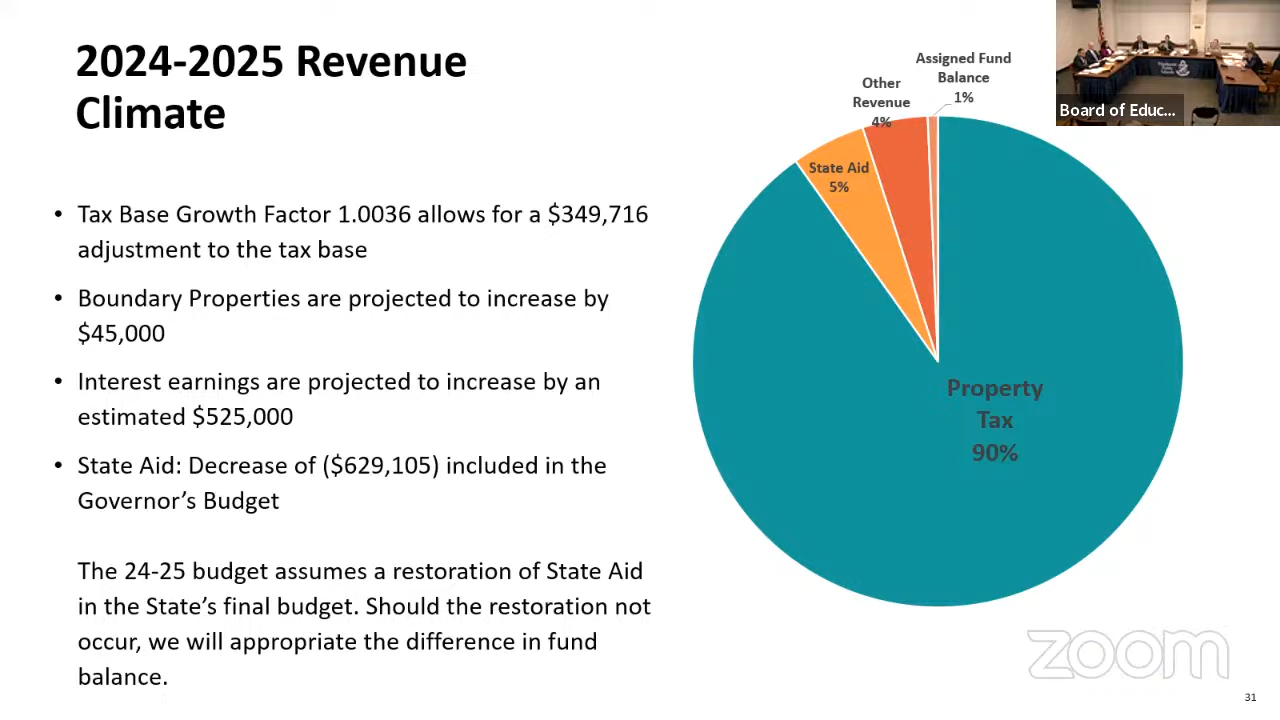 2024-2025 Revenue
Climate
• Tax Base Growth Factor 1.0036 allows for a $349,716
adjustment to the tax base
• Boundary Properties are projected to increase by
$45,000
• Interest earnings are projected to increase by an
estimated $525,000
• State Aid: Decrease of ($629,105) included in the
Governor’s Budget
The 24-25 budget assumes a restoration of State Aid
in the State’s final budget. Should the restoration not
occur, we will appropriate the difference in fund
balance.
Assigned Fund
Balance
1%
Other
Revenue
4%
State Aid
5%
Property
Tax
90%
Board of Educ...
zoom
31